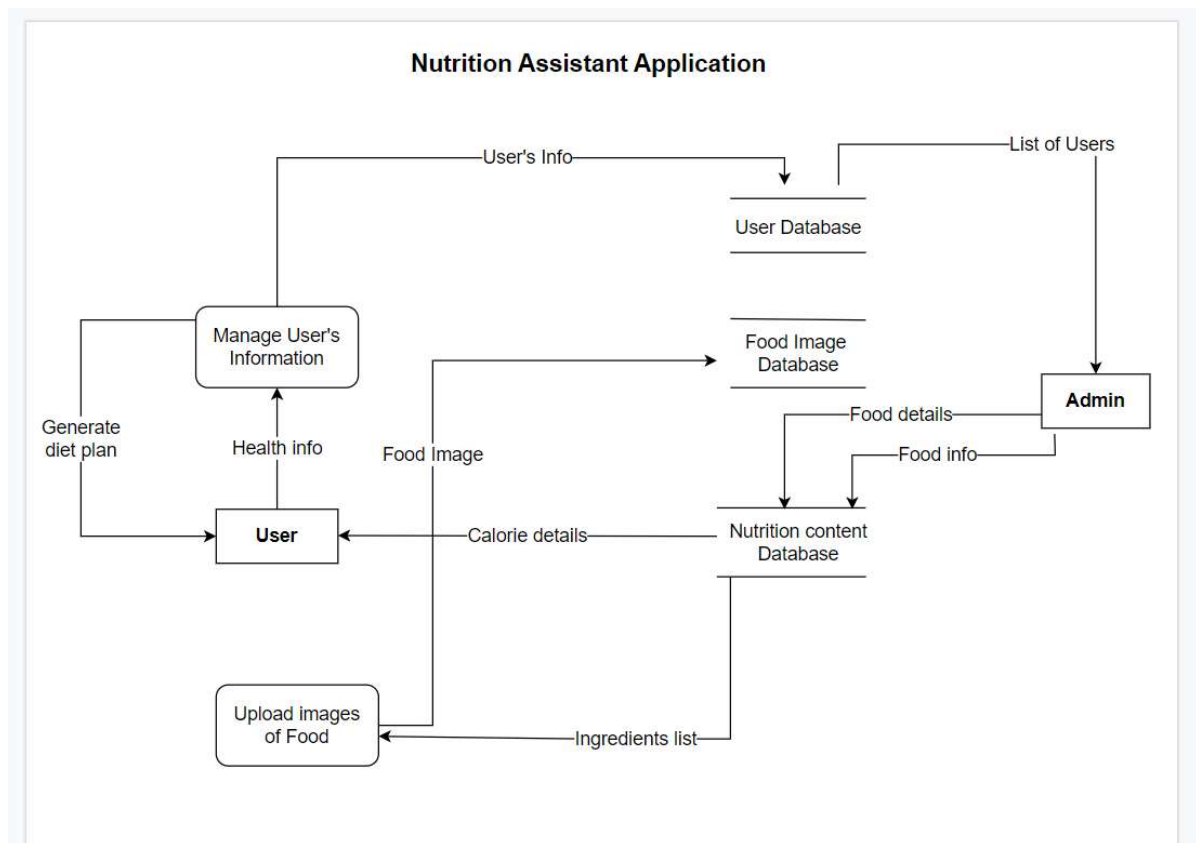 Nutrition Assistant Application
User's Info
List of Users
User Database
Manage User's
Information
Food Image
Database
Admin
Food details
Generate
diet plan
Health info
Food Image
Food info
User
Calorie details
Nutrition content
Database
Upload images
of Food
Ingredients list